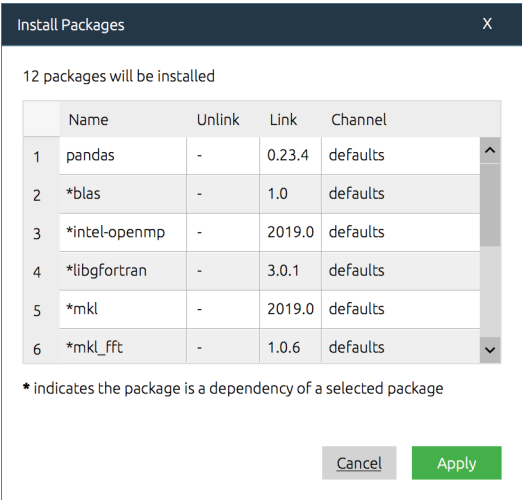 Install Packages X
12 packages will be installed
Name Unlink Link Channel
1 pandas - 0.23.4 defaults
2 *blas - 1.0 defaults
3 *intel-openmp - 2019.0 defaults
4 *libgfortran - 3.0.1 defaults
5 *mkl - 2019.0 defaults
6 *mkl_fft - 1.0.6 defaults
* indicates the package is a dependency of a selected package
Cancel Apply